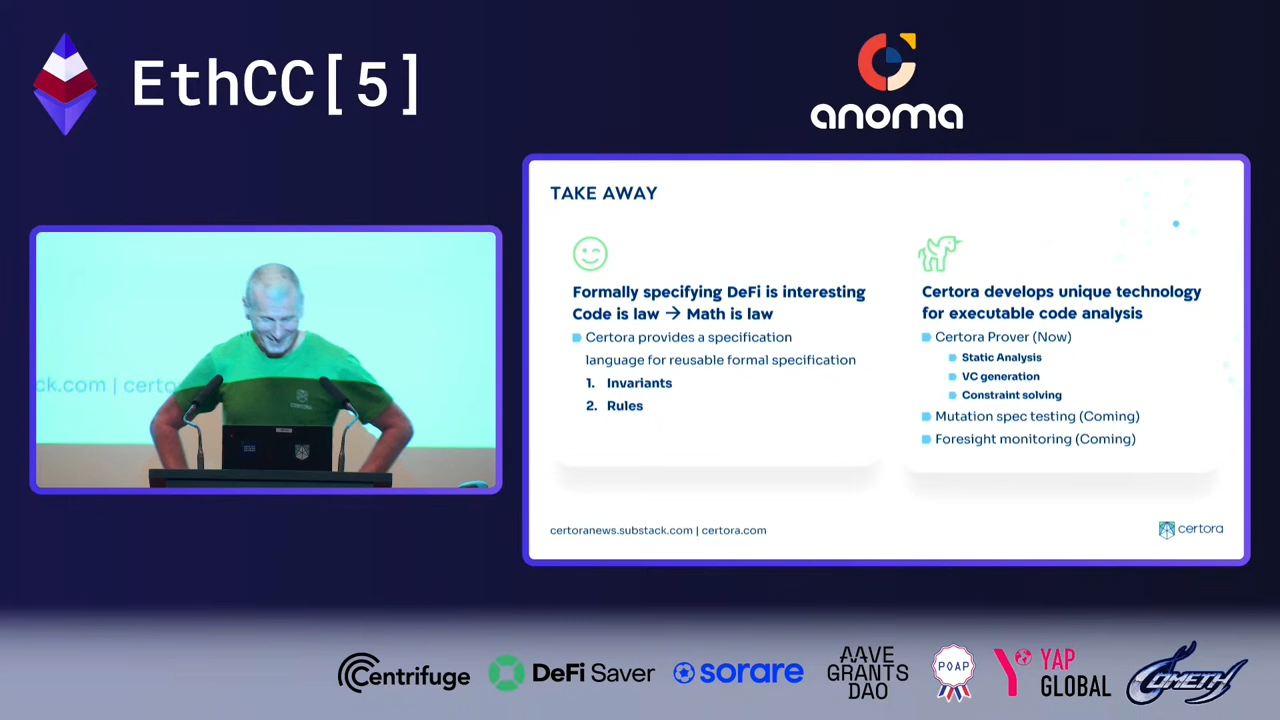 EthCC[5]
anoma
TAKE AWAY
Formally specifying DeFi is interesting
Code is law → Math is law
Certora provides a specification
language for reusable formal specification
1. Invariants
2. Rules
Certora develops unique technology
for executable code analysis
Certora Prover (Now)
Static Analysis
VC generation
Constraint solving
Mutation spec testing (Coming)
Foresight monitoring (Coming)
certoranews.substack.com | certora.com
certora
ck.com | certo
Centrifuge
DeFi Saver
sorare
AAVE
GRANTS
DAO
POAP
YAP
GLOBAL
COMETH